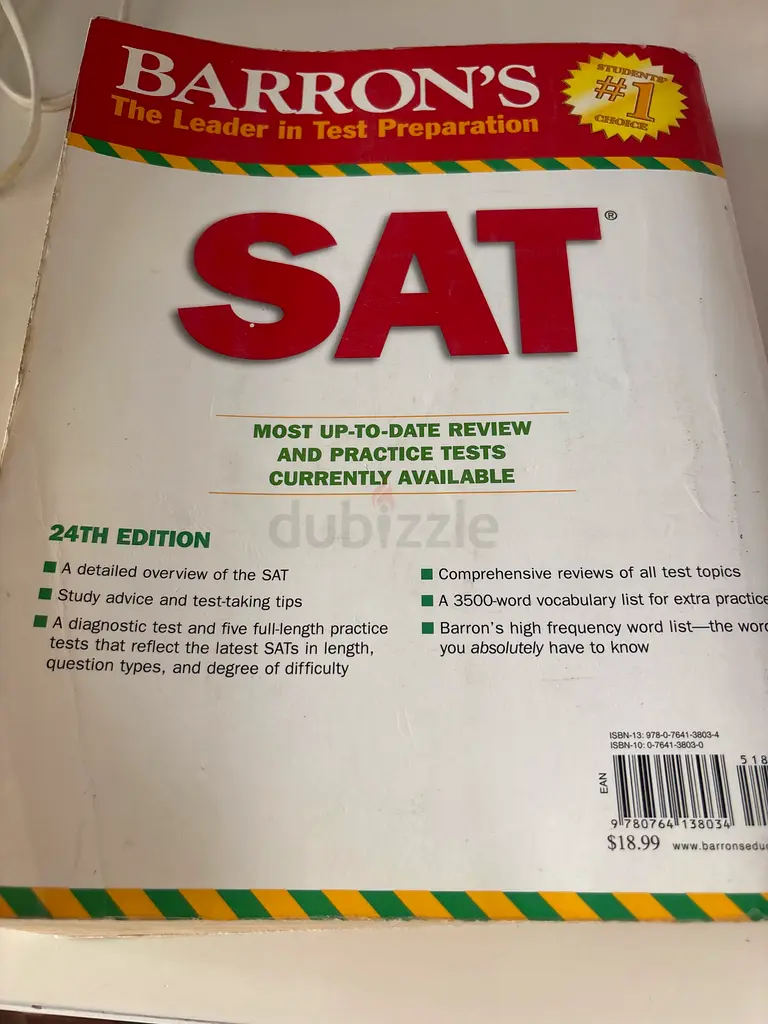 BARRON'S
The Leader in Test Preparation
STUDENTS'
#1
CHOICE
SAT®
MOST UP-TO-DATE REVIEW
AND PRACTICE TESTS
CURRENTLY AVAILABLE
dubizzle
24TH EDITION
■ A detailed overview of the SAT
■ Study advice and test-taking tips
■ A diagnostic test and five full-length practice
tests that reflect the latest SATs in length,
question types, and degree of difficulty
■ Comprehensive reviews of all test topics
■ A 3500-word vocabulary list for extra practice
■ Barron's high frequency word list—the word
you absolutely have to know
ISBN-13: 978-0-7641-3803-4
ISBN-10: 0-7641-3803-0
EAN
518
9 780764 138034
$18.99 www.barronsedu